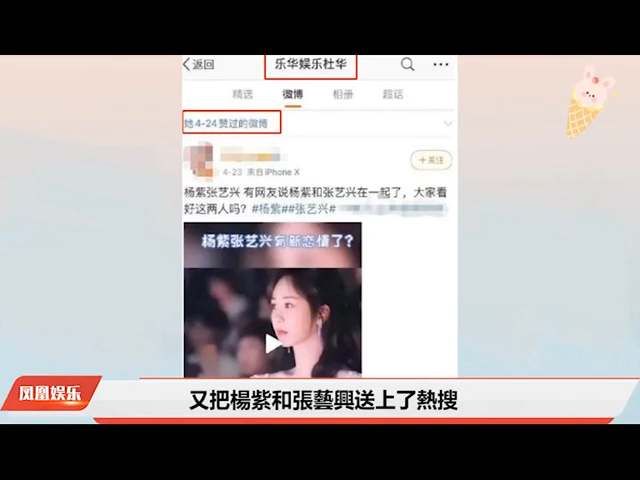 返回
乐华娱乐杜华
精选
微博
相册
超话
她4-24赞过的微博
4-23 来自iPhone X
+关注
杨紫张艺兴 有网友说杨紫和张艺兴在一起了，大家看
好这两人吗？#杨紫##张艺兴#
杨紫张艺兴有新恋情了？
凤凰娱乐
又把楊紫和張藝興送上了熱搜